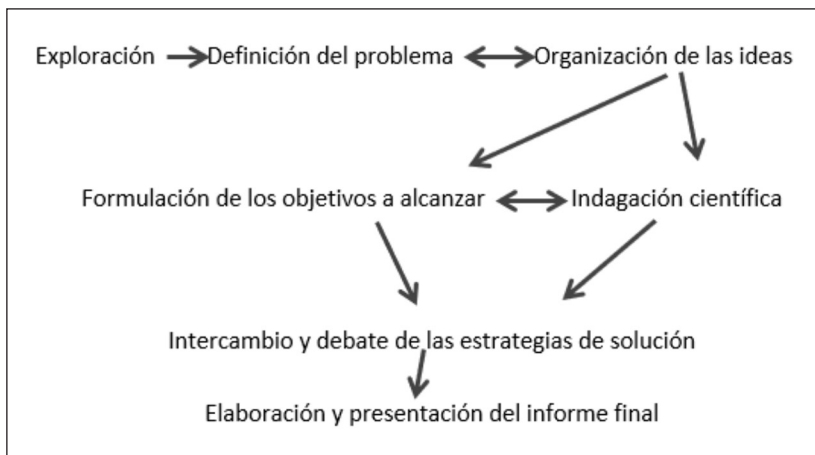 Exploración Definición del problema Organización de las ideas
Formulación de los objetivos a alcanzar Indagación científica
Intercambio y debate de las estrategias de solución
Elaboración y presentación del informe final